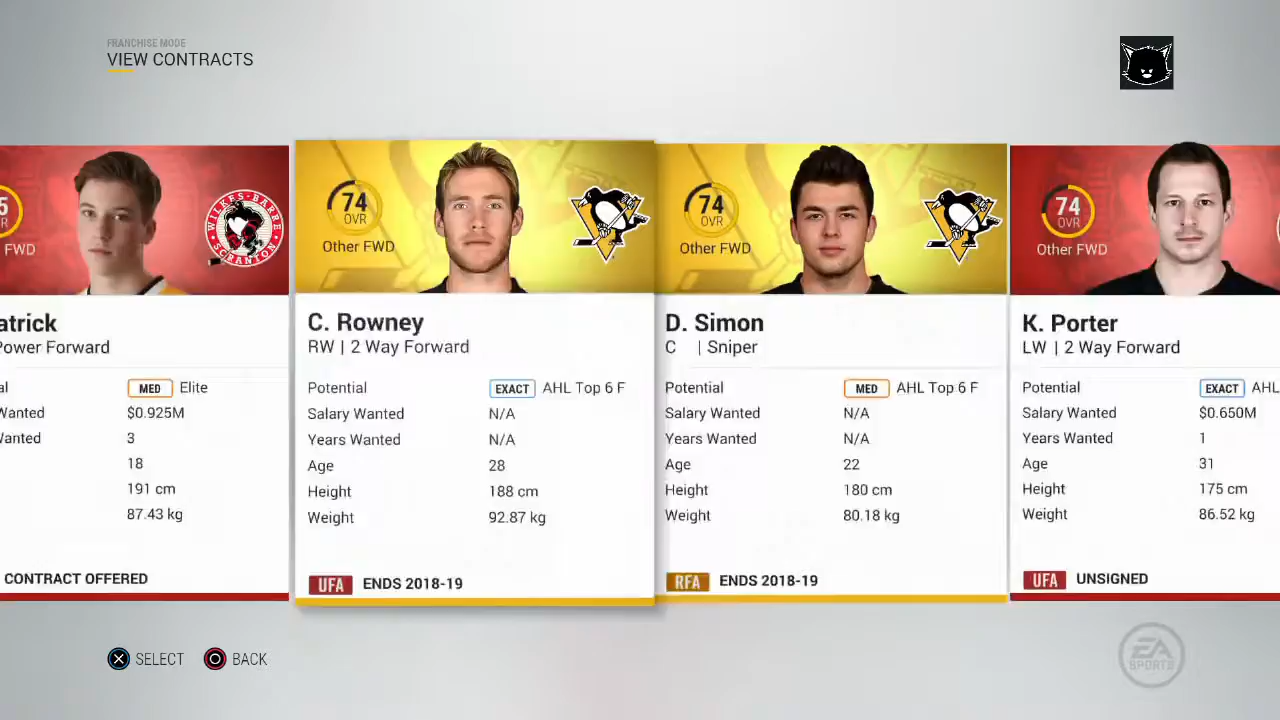 FRANCHISE MODE
VIEW CONTRACTS
5
FWD
WILKES-BARRE
SCRANTON
atrick
Power Forward
al
MED Elite
Wanted
$0.925M
Wanted
3
18
191 cm
87.43 kg
CONTRACT OFFERED
74
OVR
Other FWD
C. Rowney
RW | 2 Way Forward
Potential EXACT AHL Top 6 F
Salary Wanted N/A
Years Wanted N/A
Age 28
Height 188 cm
Weight 92.87 kg
UFA ENDS 2018-19
74
OVR
Other FWD
D. Simon
C | Sniper
Potential MED AHL Top 6 F
Salary Wanted N/A
Years Wanted N/A
Age 22
Height 180 cm
Weight 80.18 kg
RFA ENDS 2018-19
74
OVR
Other FWD
K. Porter
LW | 2 Way Forward
Potential EXACT AHL
Salary Wanted $0.650M
Years Wanted 1
Age 31
Height 175 cm
Weight 86.52 kg
UFA UNSIGNED
SELECT BACK
EA
SPORTS